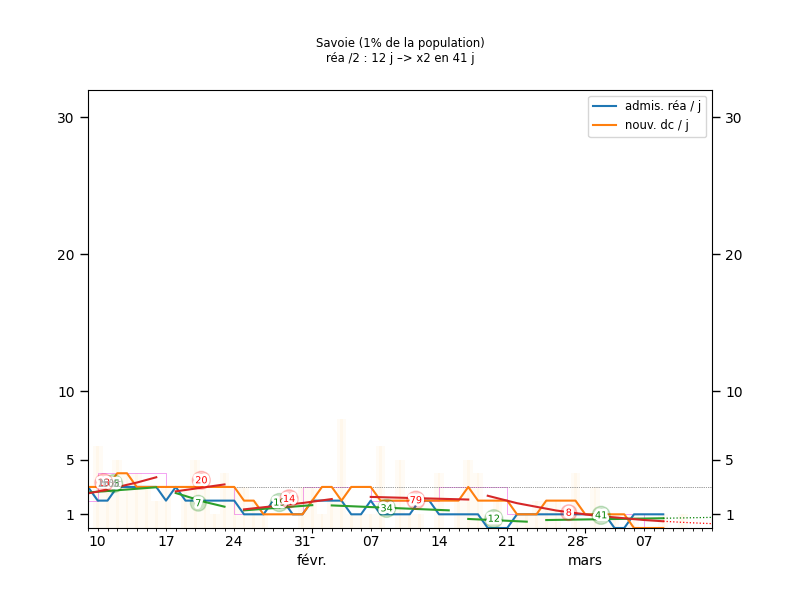 Savoie (1% de la population)
réa /2 : 12 j –> x2 en 41 j
admis. réa / j
nouv. dc / j
30 30
20 20
10 10
5 5
1 1
20
7
14
79
34
12
8
41
10 17 24 31 07 14 21 28 07
févr. mars